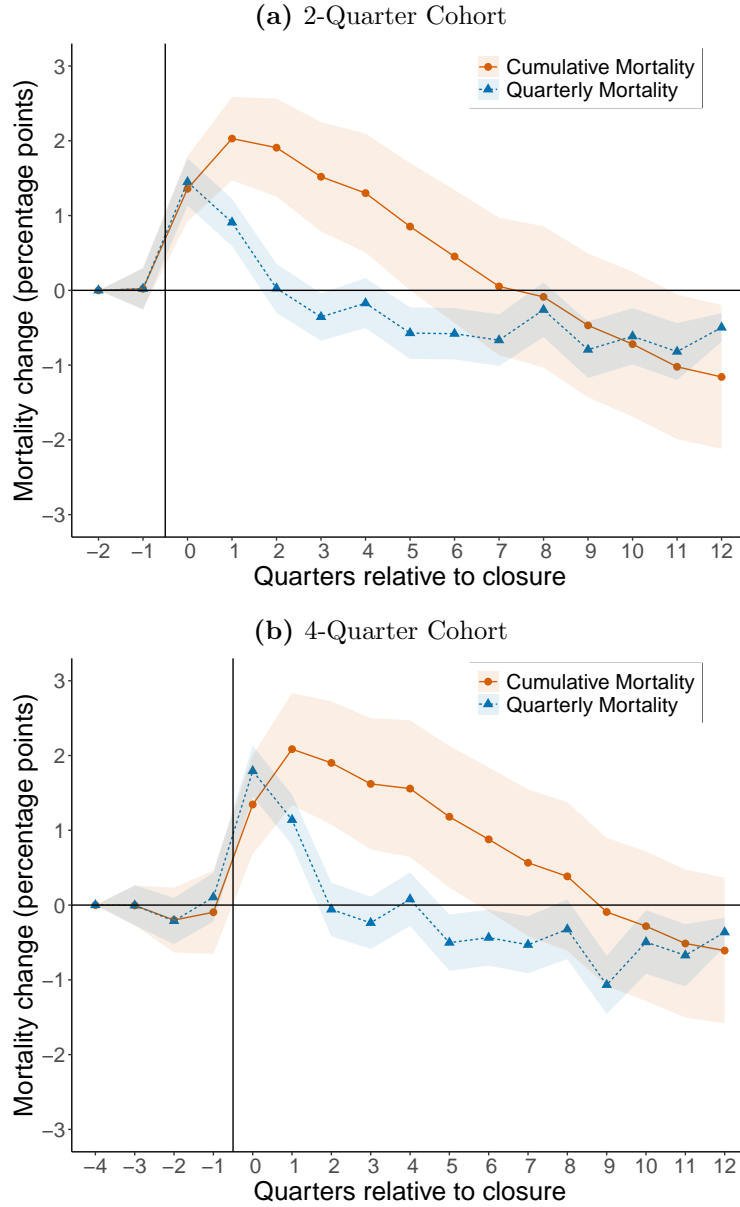 (a) 2-Quarter Cohort
Mortality change (percentage points)
3
2
1
0
−1
−2
−3
Cumulative Mortality
Quarterly Mortality
−2 −1 0 1 2 3 4 5 6 7 8 9 10 11 12
Quarters relative to closure
(b) 4-Quarter Cohort
Mortality change (percentage points)
3
2
1
0
−1
−2
−3
Cumulative Mortality
Quarterly Mortality
−4 −3 −2 −1 0 1 2 3 4 5 6 7 8 9 10 11 12
Quarters relative to closure